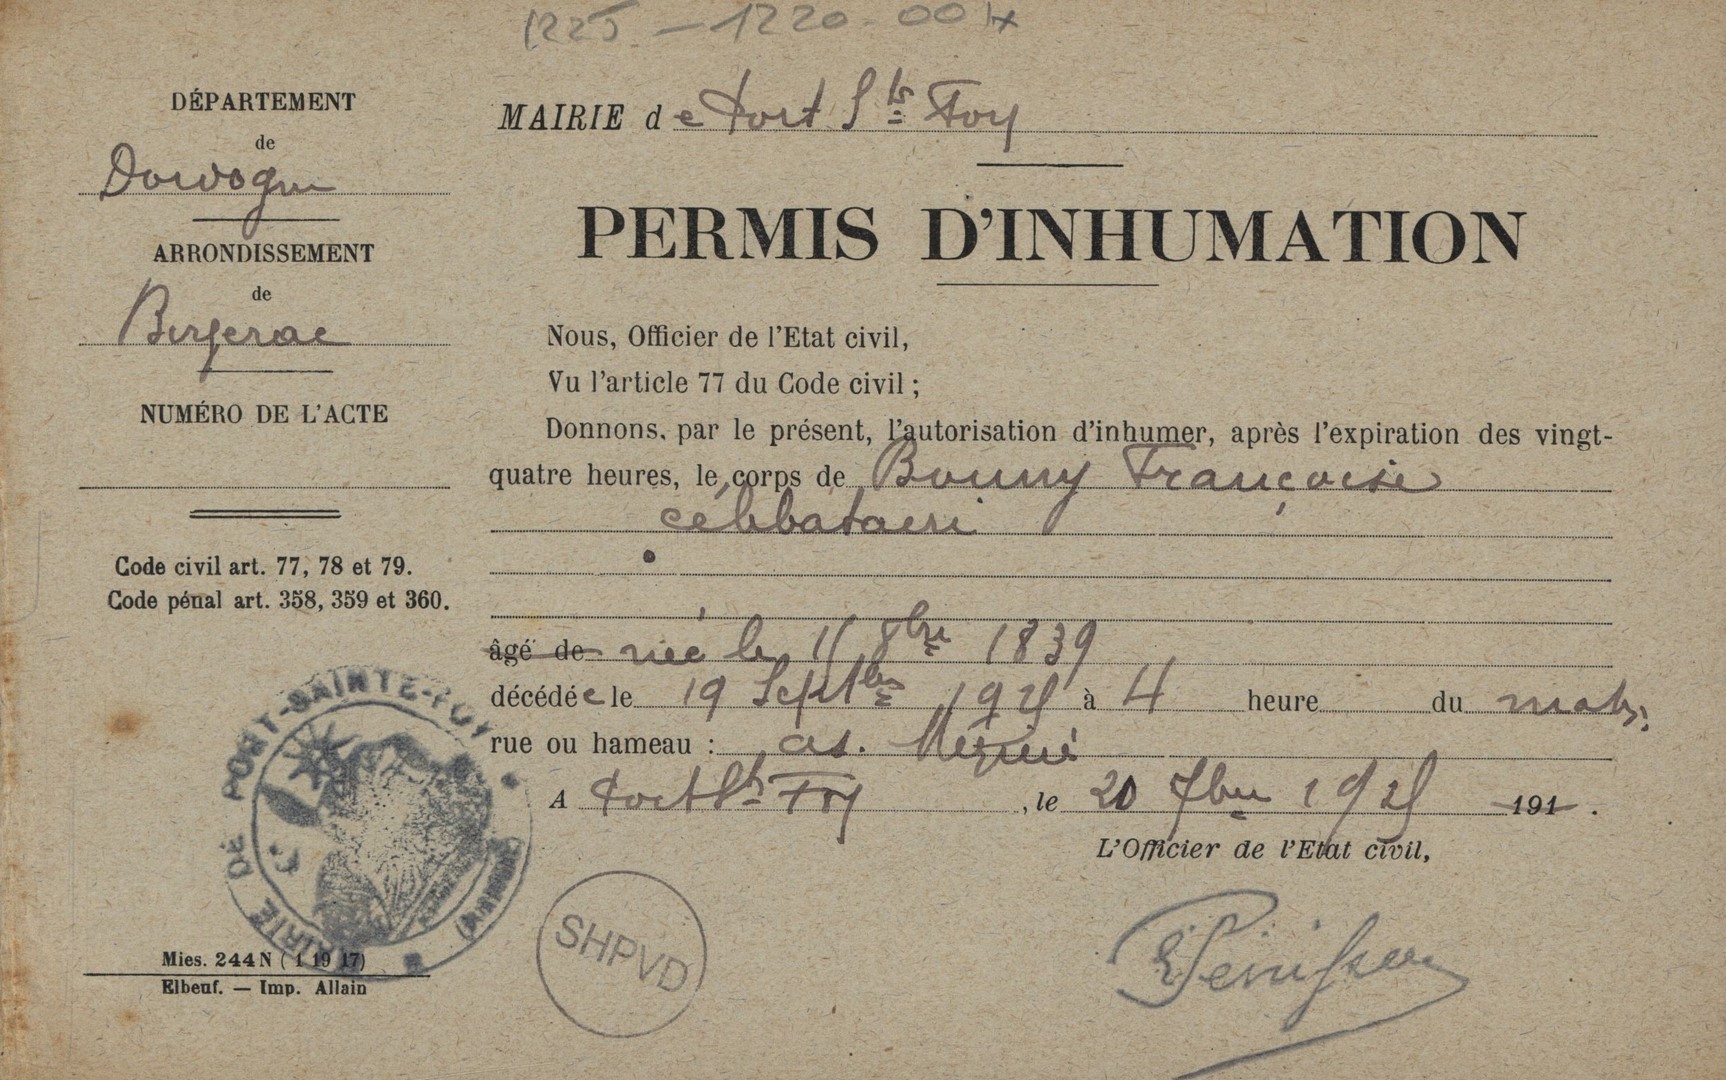 1225-1220-004
DÉPARTEMENT
de
Dordogne
ARRONDISSEMENT
de
Bergerac
NUMÉRO DE L'ACTE
Code civil art. 77, 78 et 79.
Code pénal art. 358, 359 et 360.
MAIRIE de Port Ste Foy
PERMIS D'INHUMATION
Nous, Officier de l'Etat civil,
Vu l'article 77 du Code civil ;
Donnons, par le présent, l'autorisation d'inhumer, après l'expiration des vingt-
quatre heures, le corps de Bouny Françoise
célibataire
âgé de née le 8bre 1839
décédée le 19 Septbre 1925 à 4 heure du matin
rue ou hameau :
A Port Ste Foy, le 20 7bre 1925 191 .
L'Officier de l'Etat civil,
MAIRIE DE PORT-SAINTE-FOY
(DORDOGNE)
SHPVD
Mies. 244 N (1 19 17)
Elbeuf. — Imp. Allain